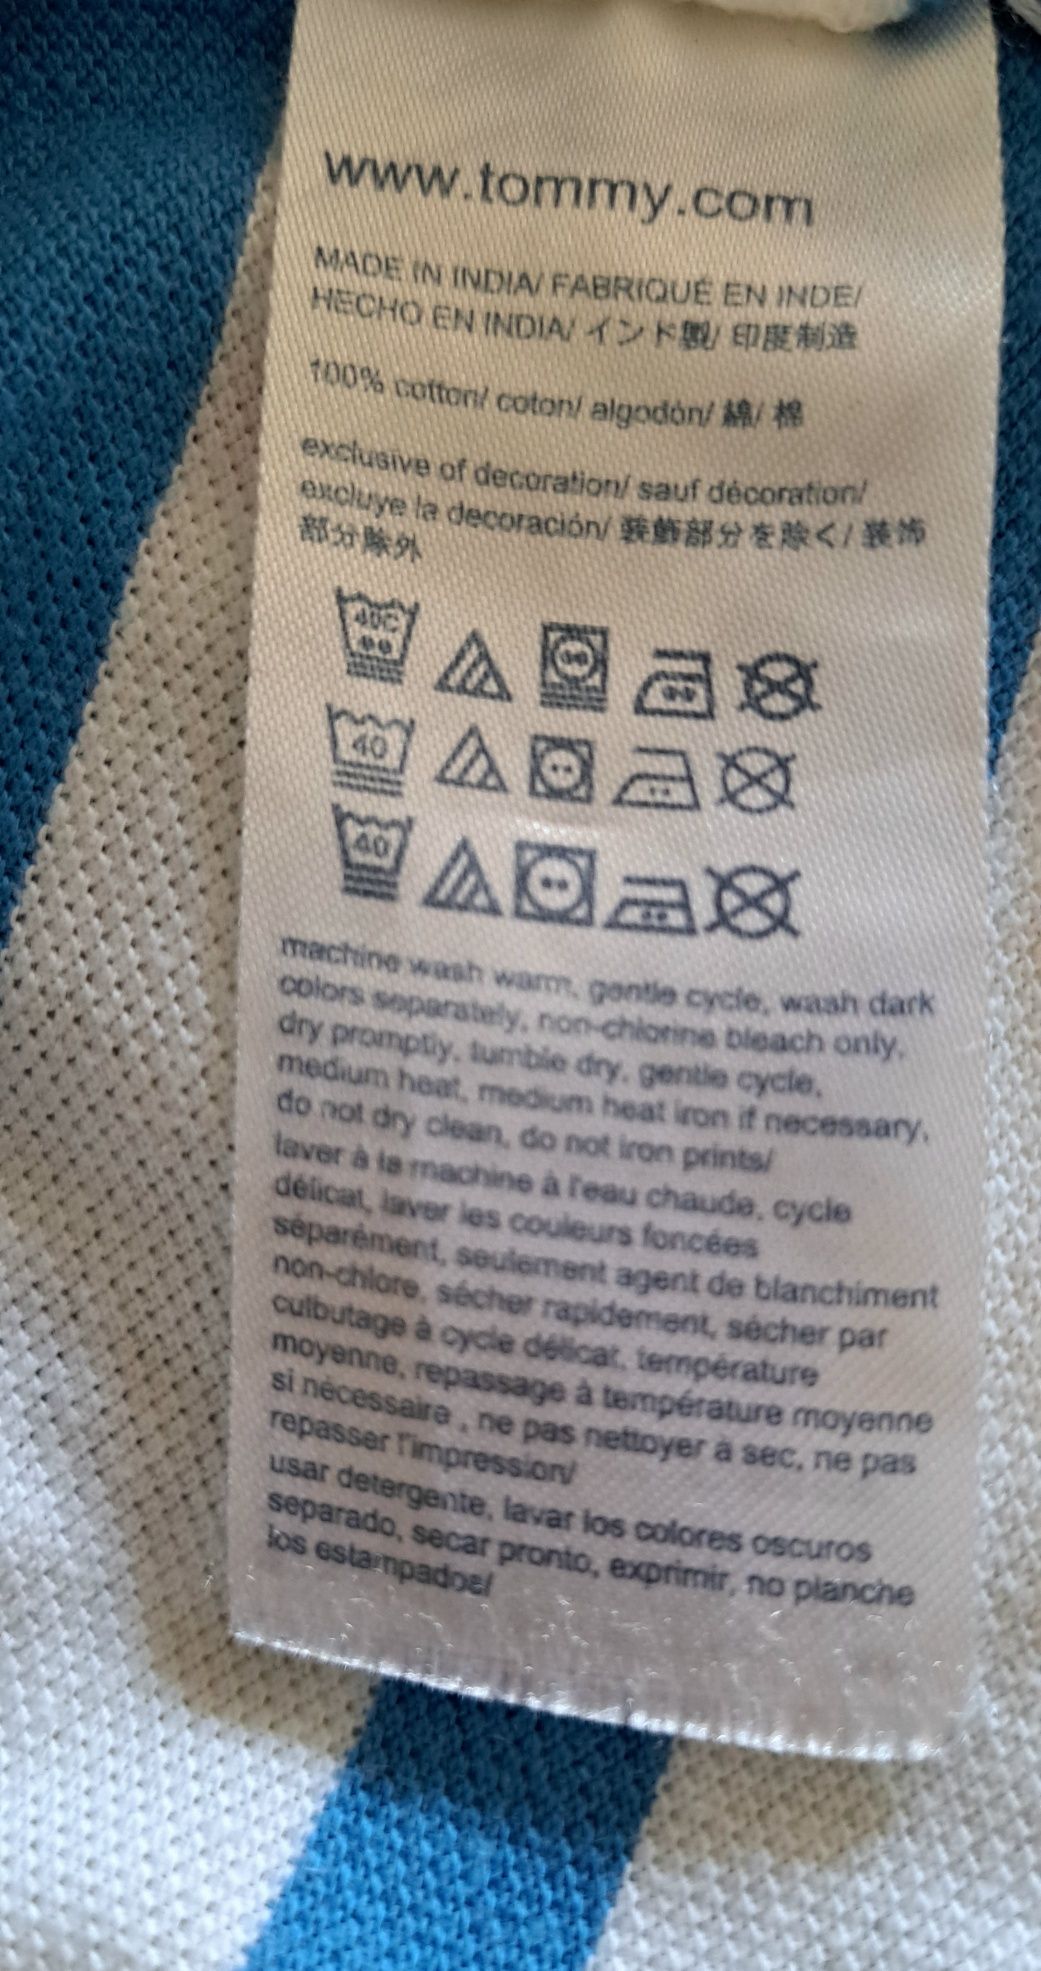 www.tommy.com
MADE IN INDIA/ FABRIQUÉ EN INDE/
HECHO EN INDIA/ インド製/ 印度制造
100% cotton/ coton/ algodón/ 綿/ 棉
exclusive of decoration/ sauf décoration/
excluye la decoración/ 装飾部分を除く/ 装饰
部分除外
40C
40
40
machine wash warm, gentle cycle, wash dark
colors separately, non-chlorine bleach only,
dry promptly, tumble dry, gentle cycle,
medium heat, medium heat iron if necessary,
do not dry clean, do not iron prints/
laver à la machine à l'eau chaude, cycle
délicat, laver les couleurs foncées
séparément, seulement agent de blanchiment
non-chlore, sécher rapidement, sécher par
culbutage à cycle délicat, température
moyenne, repassage à température moyenne
si nécessaire , ne pas nettoyer à sec, ne pas
repasser l'impression/
usar detergente, lavar los colores oscuros
separado, secar pronto, exprimir, no planche
los estampados/